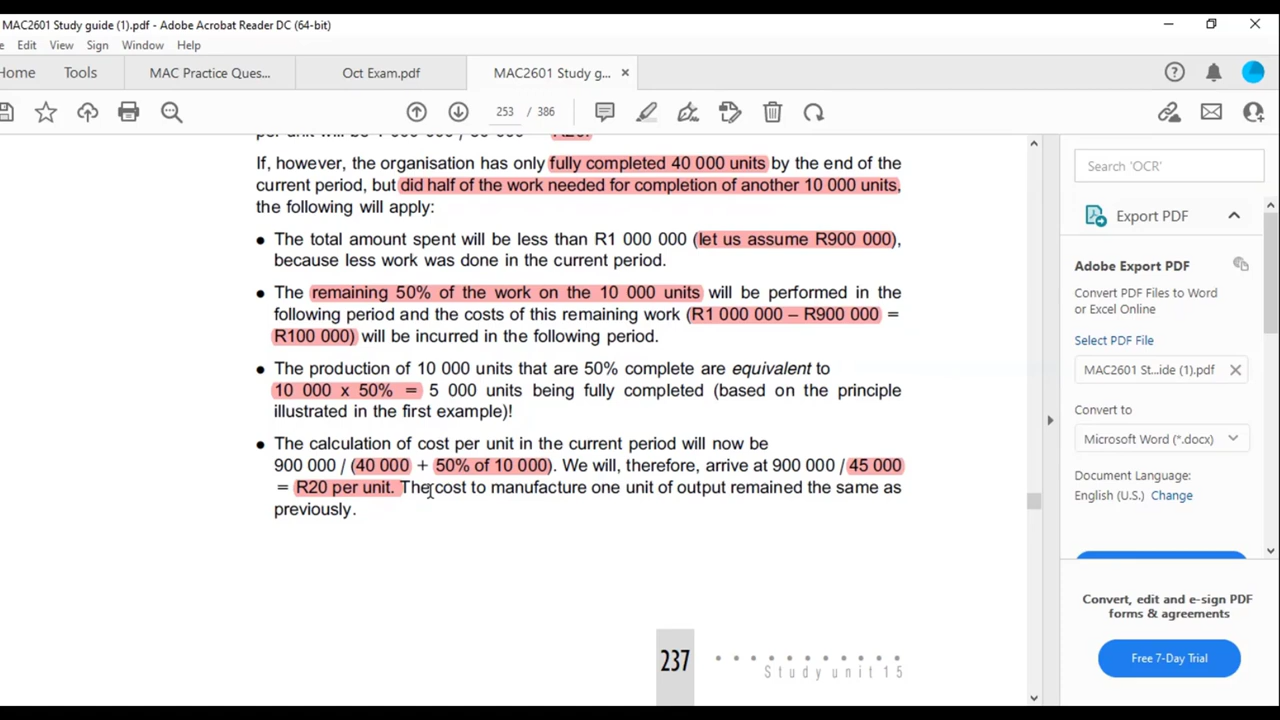 MAC2601 Study guide (1).pdf - Adobe Acrobat Reader DC (64-bit)
Edit View Sign Window Help
Home Tools MAC Practice Ques... Oct Exam.pdf MAC2601 Study g... ×
253 / 386
If, however, the organisation has only fully completed 40 000 units by the end of the
current period, but did half of the work needed for completion of another 10 000 units,
the following will apply:
● The total amount spent will be less than R1 000 000 (let us assume R900 000),
because less work was done in the current period.
● The remaining 50% of the work on the 10 000 units will be performed in the
following period and the costs of this remaining work (R1 000 000 – R900 000 =
R100 000) will be incurred in the following period.
● The production of 10 000 units that are 50% complete are equivalent to
10 000 x 50% = 5 000 units being fully completed (based on the principle
illustrated in the first example)!
● The calculation of cost per unit in the current period will now be
900 000 / (40 000 + 50% of 10 000). We will, therefore, arrive at 900 000 / 45 000
= R20 per unit. The cost to manufacture one unit of output remained the same as
previously.
237
Study unit 15
Search 'OCR'
Export PDF
Adobe Export PDF
Convert PDF Files to Word
or Excel Online
Select PDF File
MAC2601 St...ide (1).pdf
Convert to
Microsoft Word (*.docx)
Document Language:
English (U.S.) Change
Convert, edit and e-sign PDF
forms & agreements
Free 7-Day Trial